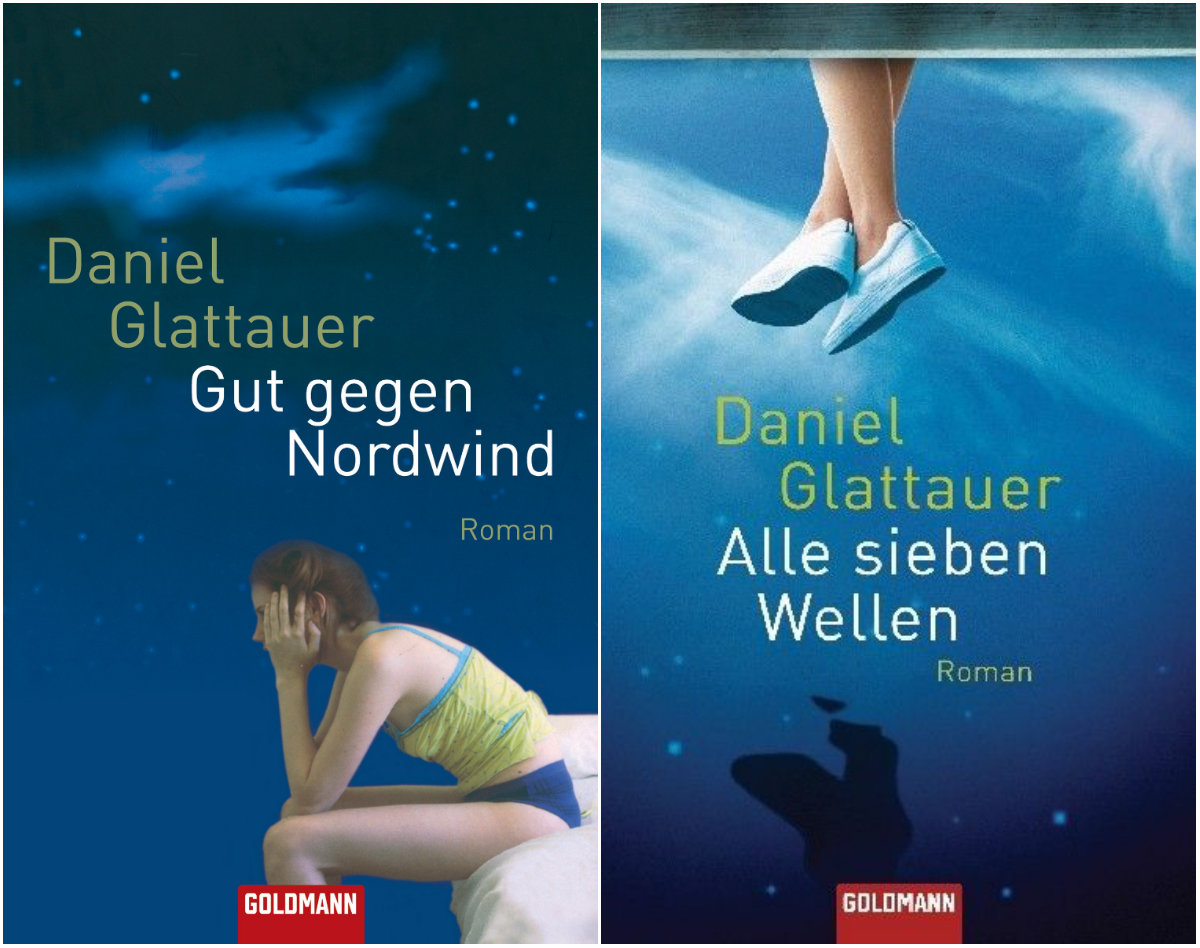 Daniel
Glattauer
Gut gegen
Nordwind
Roman
GOLDMANN
Daniel
Glattauer
Alle sieben
Wellen
Roman
GOLDMANN